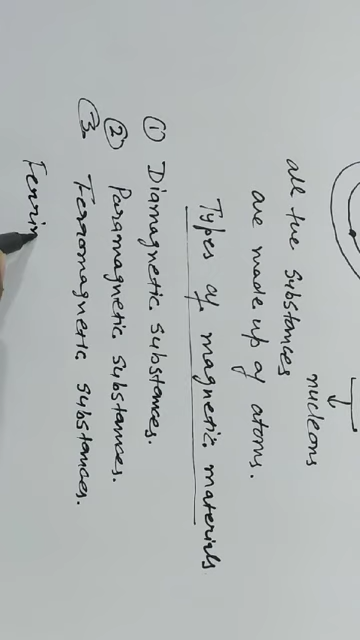 nucleons
all the substances
are made up of atoms.
Types of magnetic materials
① Diamagnetic substances.
② Paramagnetic substances.
③. Ferromagnetic substances.
Ferrim